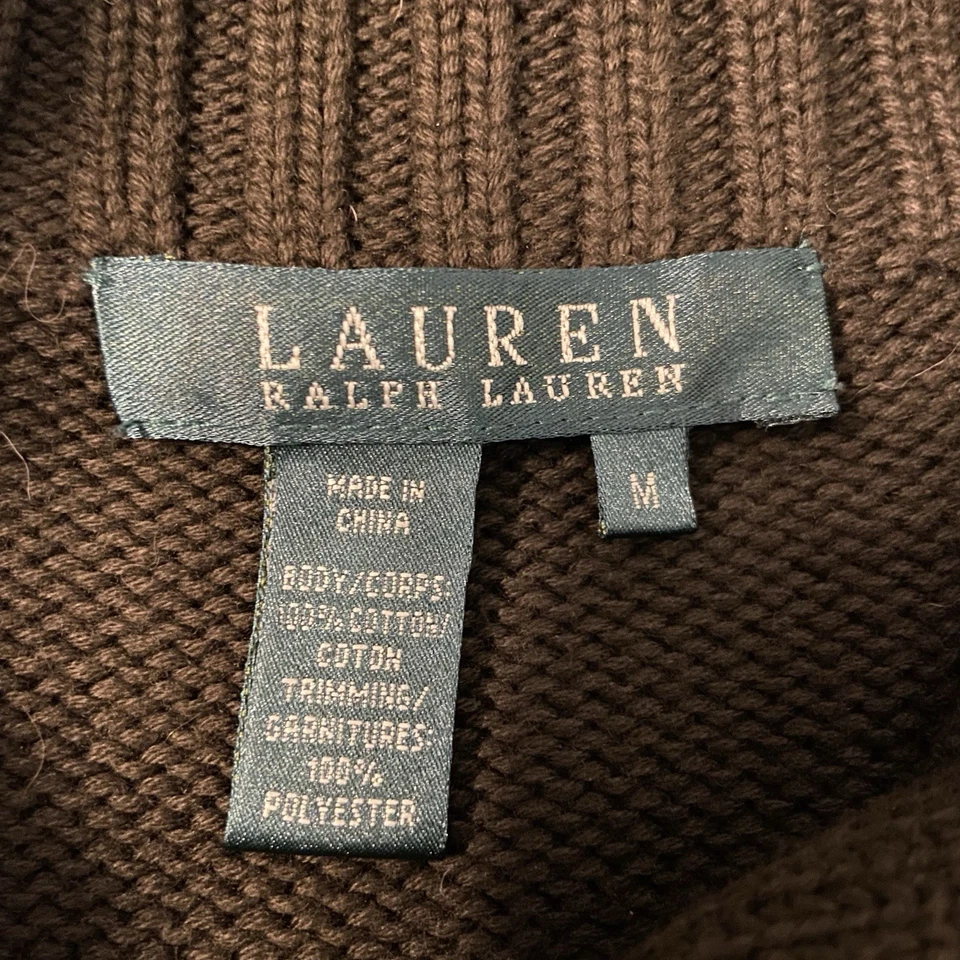 LAUREN
RALPH LAUREN
M
MADE IN
CHINA
BODY/CORPS:
100% COTTON/
COTON
TRIMMING/
GARNITURES:
100%
POLYESTER